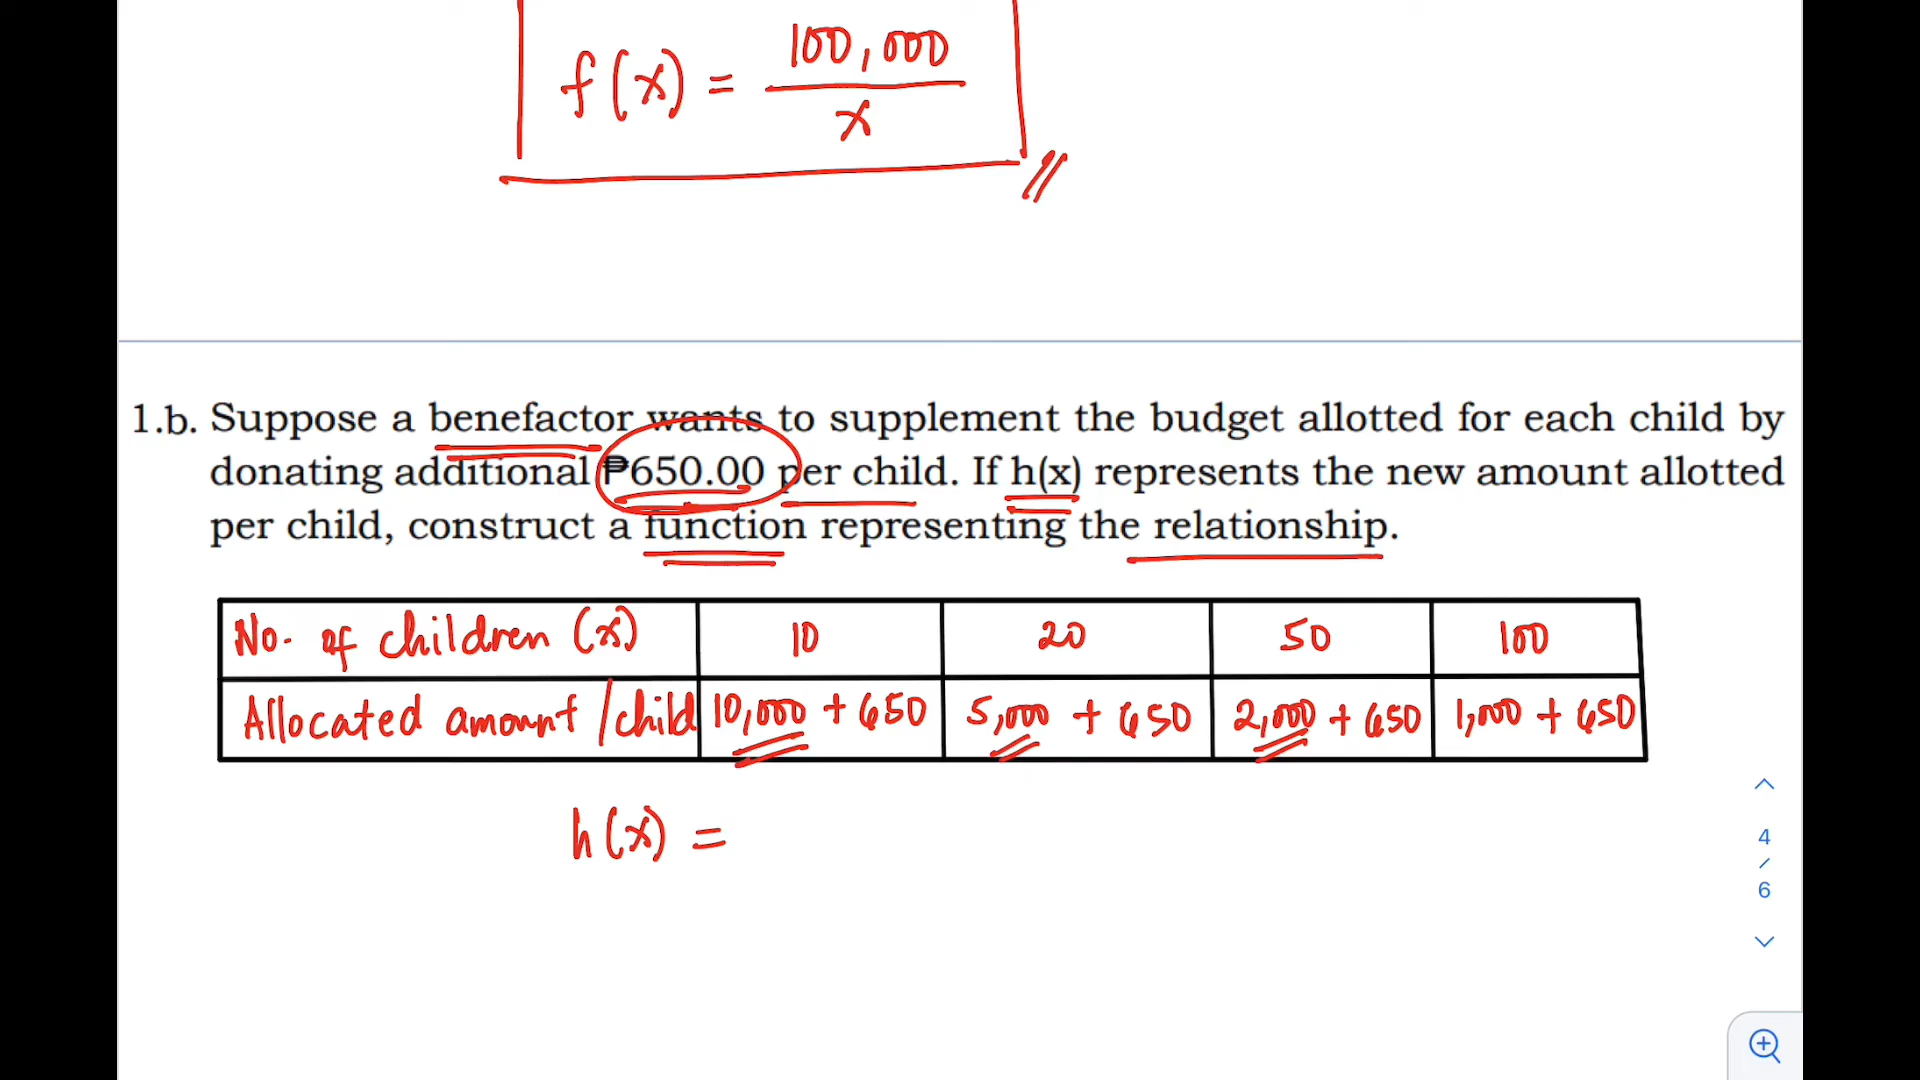 f(x) = 100,000
x
1.b. Suppose a benefactor wants to supplement the budget allotted for each child by
donating additional ₱650.00 per child. If h(x) represents the new amount allotted
per child, construct a function representing the relationship.
No. of children (x) 10 20 50 100
Allocated amount /child 10,000 + 650 5,000 + 650 2,000 + 650 1,000 + 650
h(x) =
4
/
6